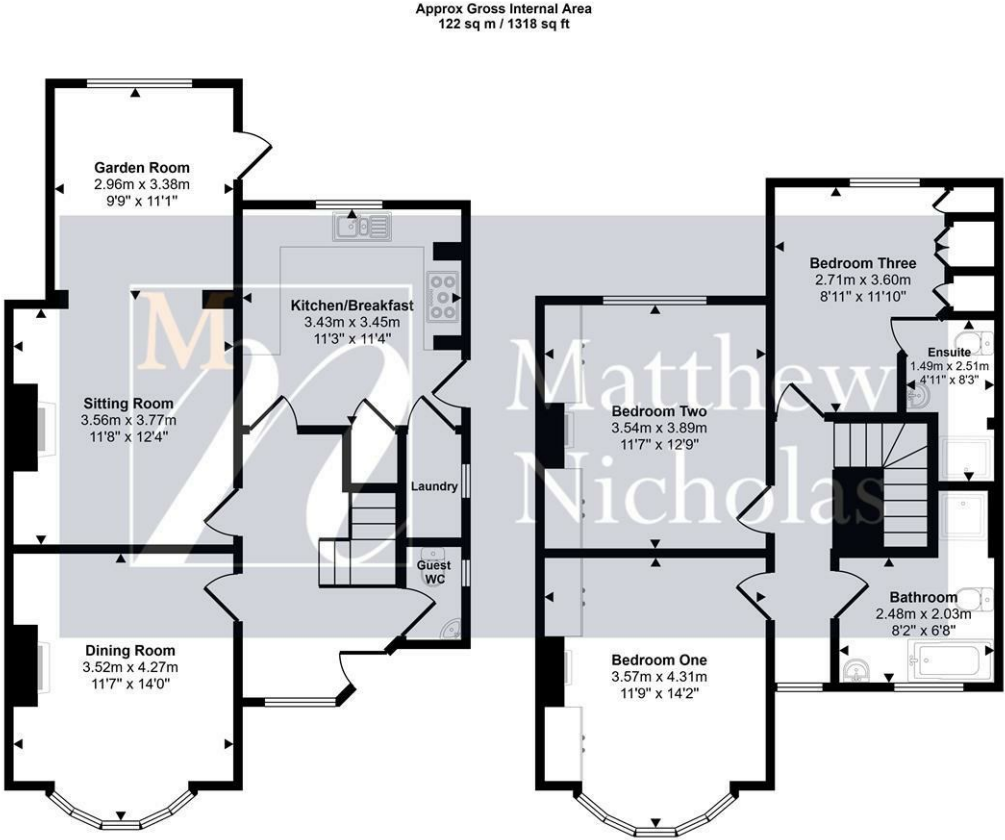 Approx Gross Internal Area
122 sq m / 1318 sq ft
Garden Room
2.96m x 3.38m
9'9" x 11'1"
Kitchen/Breakfast
3.43m x 3.45m
11'3" x 11'4"
Sitting Room
3.56m x 3.77m
11'8" x 12'4"
Laundry
Guest
WC
Dining Room
3.52m x 4.27m
11'7" x 14'0"
Bedroom Three
2.71m x 3.60m
8'11" x 11'10"
Ensuite
1.49m x 2.51m
4'11" x 8'3"
Bedroom Two
3.54m x 3.89m
11'7" x 12'9"
Bathroom
2.48m x 2.03m
8'2" x 6'8"
Bedroom One
3.57m x 4.31m
11'9" x 14'2"
M
n
Matthew
Nicholas